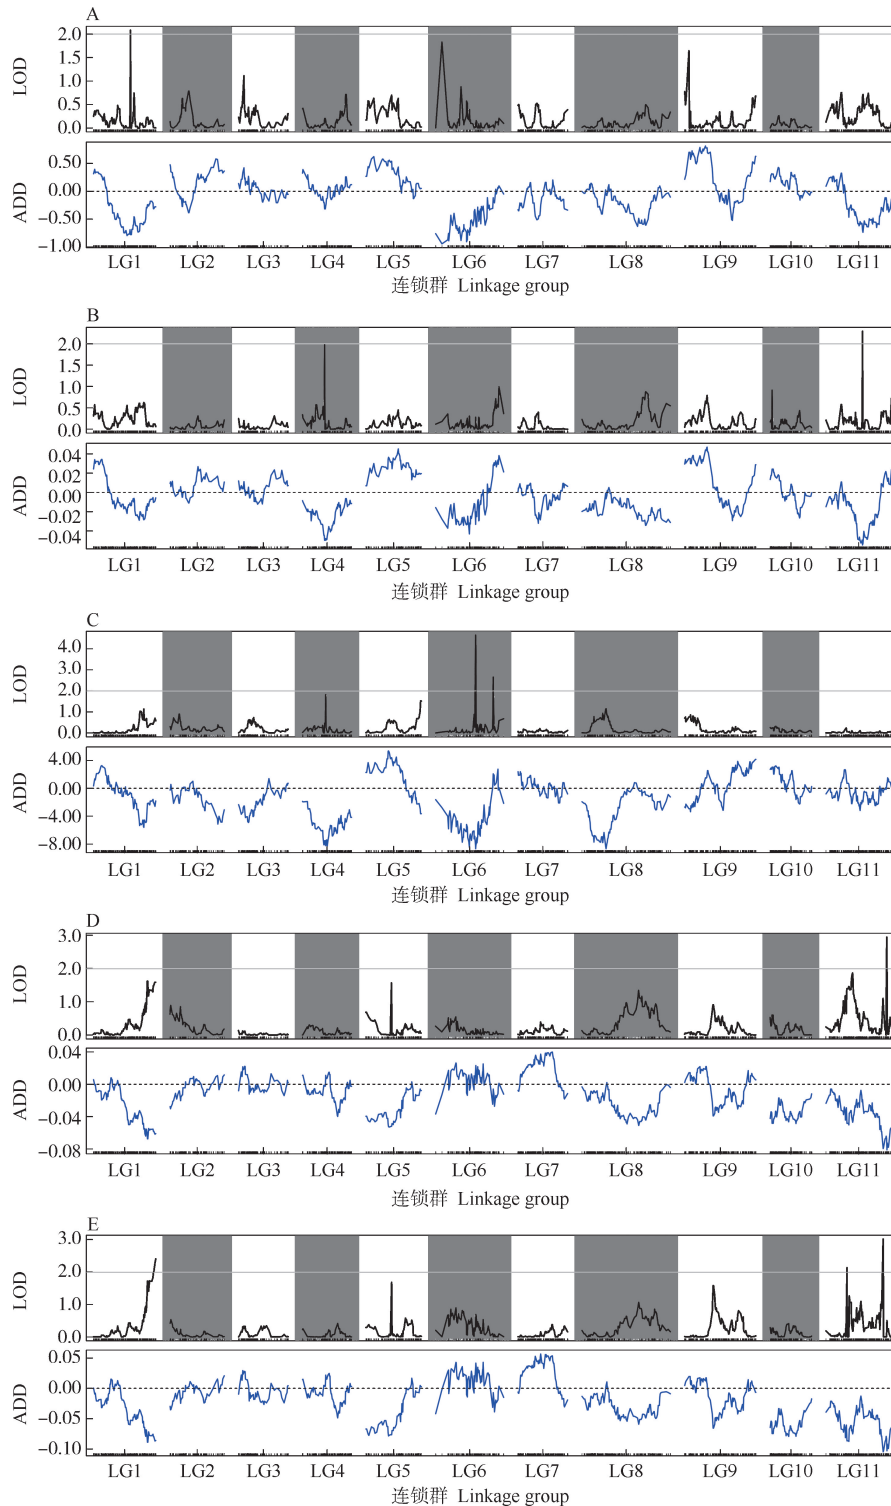 A
LOD
2.0
1.5
1.0
0.5
0.0
ADD
0.50
0.00
−0.50
−1.00
LG1 LG2 LG3 LG4 LG5 LG6 LG7 LG8 LG9 LG10 LG11
连锁群 Linkage group
B
LOD
2.0
1.5
1.0
0.5
0.0
ADD
0.04
0.02
0.00
−0.02
−0.04
LG1 LG2 LG3 LG4 LG5 LG6 LG7 LG8 LG9 LG10 LG11
连锁群 Linkage group
C
LOD
4.0
3.0
2.0
1.0
0.0
ADD
4.00
0.00
−4.00
−8.00
LG1 LG2 LG3 LG4 LG5 LG6 LG7 LG8 LG9 LG10 LG11
连锁群 Linkage group
D
LOD
3.0
2.0
1.0
0.0
ADD
0.04
0.00
−0.04
−0.08
LG1 LG2 LG3 LG4 LG5 LG6 LG7 LG8 LG9 LG10 LG11
连锁群 Linkage group
E
LOD
3.0
2.0
1.0
0.0
ADD
0.05
0.00
−0.05
−0.10
LG1 LG2 LG3 LG4 LG5 LG6 LG7 LG8 LG9 LG10 LG11
连锁群 Linkage group